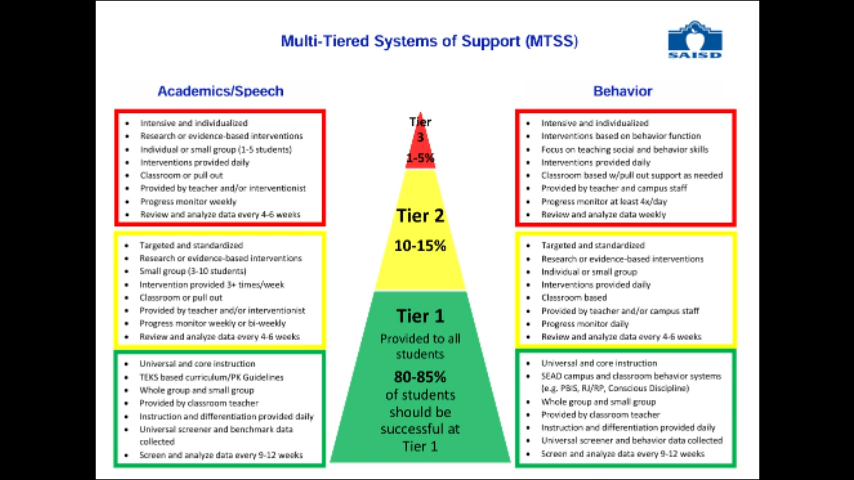 Multi-Tiered Systems of Support (MTSS)
SAISD
Academics/Speech
Intensive and individualized
Research or evidence-based interventions
Individual or small group (1-5 students)
Interventions provided daily
Classroom or pull out
Provided by teacher and/or interventionist
Progress monitor weekly
Review and analyze data every 4-6 weeks
Targeted and standardized
Research or evidence-based interventions
Small group (3-10 students)
Intervention provided 3+ times/week
Classroom or pull out
Provided by teacher and/or interventionist
Progress monitor weekly or bi-weekly
Review and analyze data every 4-6 weeks
Universal and core instruction
TEKS based curriculum/PK Guidelines
Whole group and small group
Provided by classroom teacher
Instruction and differentiation provided daily
Universal screener and benchmark data
collected
Screen and analyze data every 9-12 weeks
Tier
3
1-5%
Tier 2
10-15%
Tier 1
Provided to all
students
80-85%
of students
should be
successful at
Tier 1
Behavior
Intensive and individualized
Interventions based on behavior function
Focus on teaching social and behavior skills
Interventions provided daily
Classroom based w/pull out support as needed
Provided by teacher and campus staff
Progress monitor at least 4x/day
Review and analyze data weekly
Targeted and standardized
Research or evidence-based interventions
Individual or small group
Interventions provided daily
Classroom based
Provided by teacher and/or campus staff
Progress monitor daily
Review and analyze data every 4-6 weeks
Universal and core instruction
SEAD campus and classroom behavior systems
(e.g. PBIS, RJ/RP, Conscious Discipline)
Whole group and small group
Provided by classroom teacher
Instruction and differentiation provided daily
Universal screener and behavior data collected
Screen and analyze data every 9-12 weeks